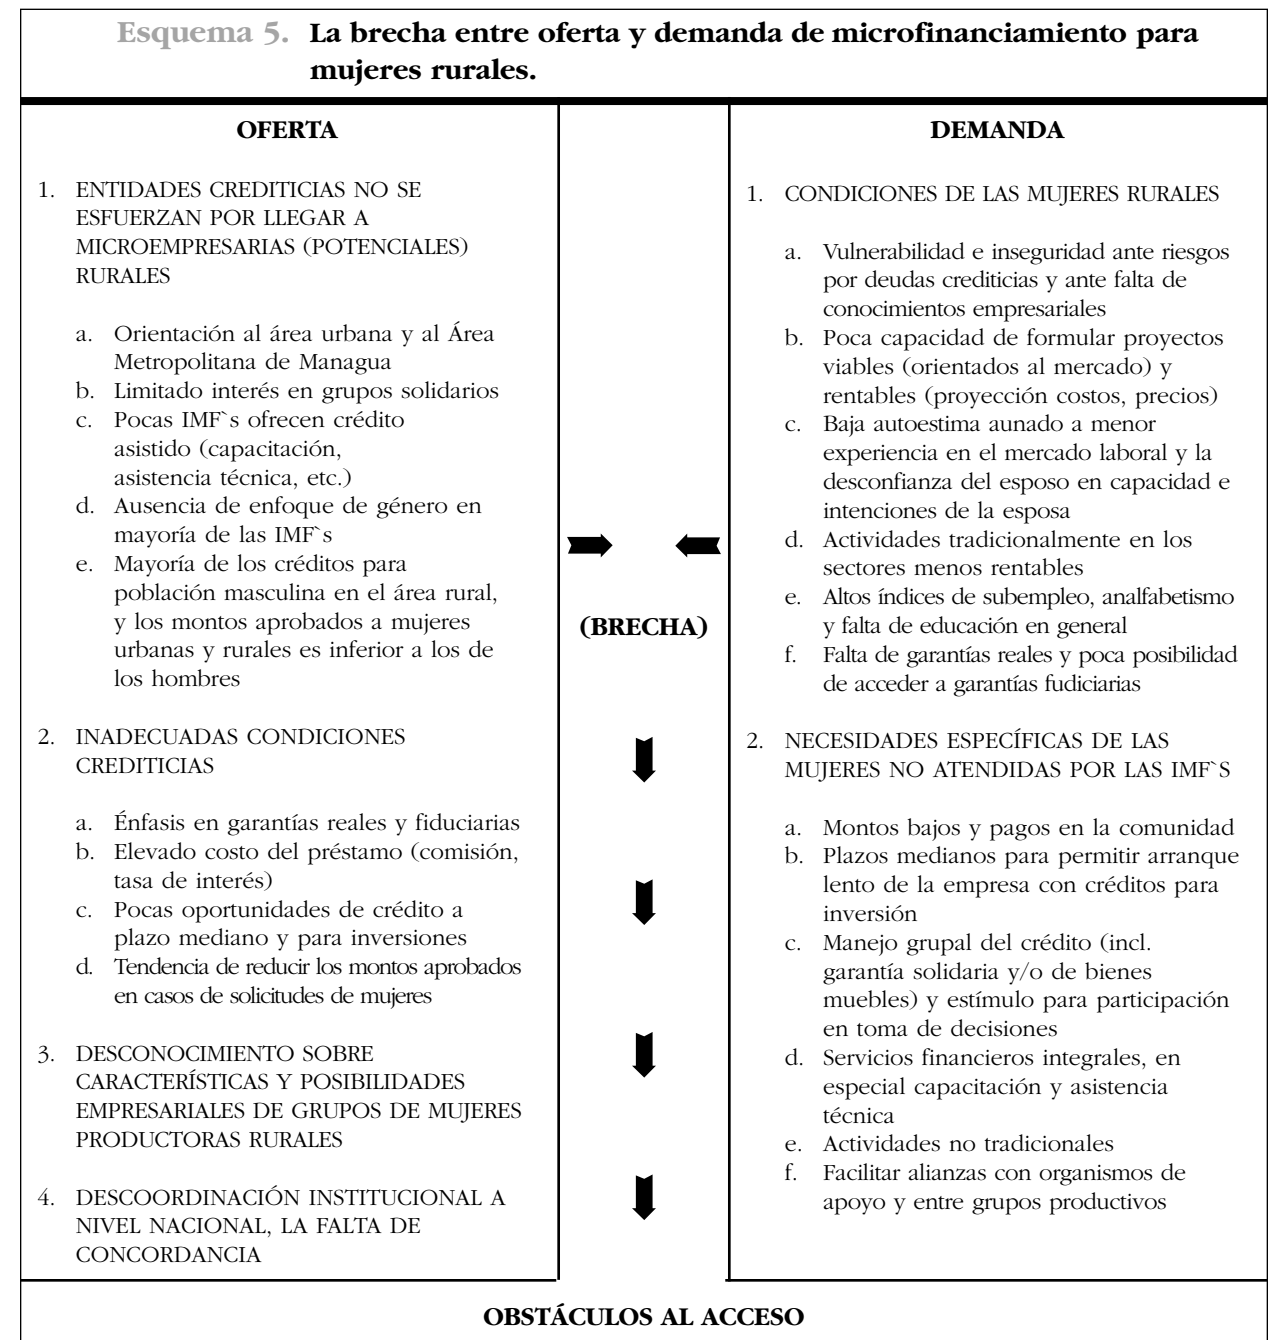 Esquema 5. La brecha entre oferta y demanda de microfinanciamiento para
mujeres rurales.
OFERTA
1. ENTIDADES CREDITICIAS NO SE
ESFUERZAN POR LLEGAR A
MICROEMPRESARIAS (POTENCIALES)
RURALES
a. Orientación al área urbana y al Área
Metropolitana de Managua
b. Limitado interés en grupos solidarios
c. Pocas IMF`s ofrecen crédito
asistido (capacitación,
asistencia técnica, etc.)
d. Ausencia de enfoque de género en
mayoría de las IMF`s
e. Mayoría de los créditos para
población masculina en el área rural,
y los montos aprobados a mujeres
urbanas y rurales es inferior a los de
los hombres
2. INADECUADAS CONDICIONES
CREDITICIAS
a. Énfasis en garantías reales y fiduciarias
b. Elevado costo del préstamo (comisión,
tasa de interés)
c. Pocas oportunidades de crédito a
plazo mediano y para inversiones
d. Tendencia de reducir los montos aprobados
en casos de solicitudes de mujeres
3. DESCONOCIMIENTO SOBRE
CARACTERÍSTICAS Y POSIBILIDADES
EMPRESARIALES DE GRUPOS DE MUJERES
PRODUCTORAS RURALES
4. DESCOORDINACIÓN INSTITUCIONAL A
NIVEL NACIONAL, LA FALTA DE
CONCORDANCIA
(BRECHA)
DEMANDA
1. CONDICIONES DE LAS MUJERES RURALES
a. Vulnerabilidad e inseguridad ante riesgos
por deudas crediticias y ante falta de
conocimientos empresariales
b. Poca capacidad de formular proyectos
viables (orientados al mercado) y
rentables (proyección costos, precios)
c. Baja autoestima aunado a menor
experiencia en el mercado laboral y la
desconfianza del esposo en capacidad e
intenciones de la esposa
d. Actividades tradicionalmente en los
sectores menos rentables
e. Altos índices de subempleo, analfabetismo
y falta de educación en general
f. Falta de garantías reales y poca posibilidad
de acceder a garantías fudiciarias
2. NECESIDADES ESPECÍFICAS DE LAS
MUJERES NO ATENDIDAS POR LAS IMF`S
a. Montos bajos y pagos en la comunidad
b. Plazos medianos para permitir arranque
lento de la empresa con créditos para
inversión
c. Manejo grupal del crédito (incl.
garantía solidaria y/o de bienes
muebles) y estímulo para participación
en toma de decisiones
d. Servicios financieros integrales, en
especial capacitación y asistencia
técnica
e. Actividades no tradicionales
f. Facilitar alianzas con organismos de
apoyo y entre grupos productivos
OBSTÁCULOS AL ACCESO